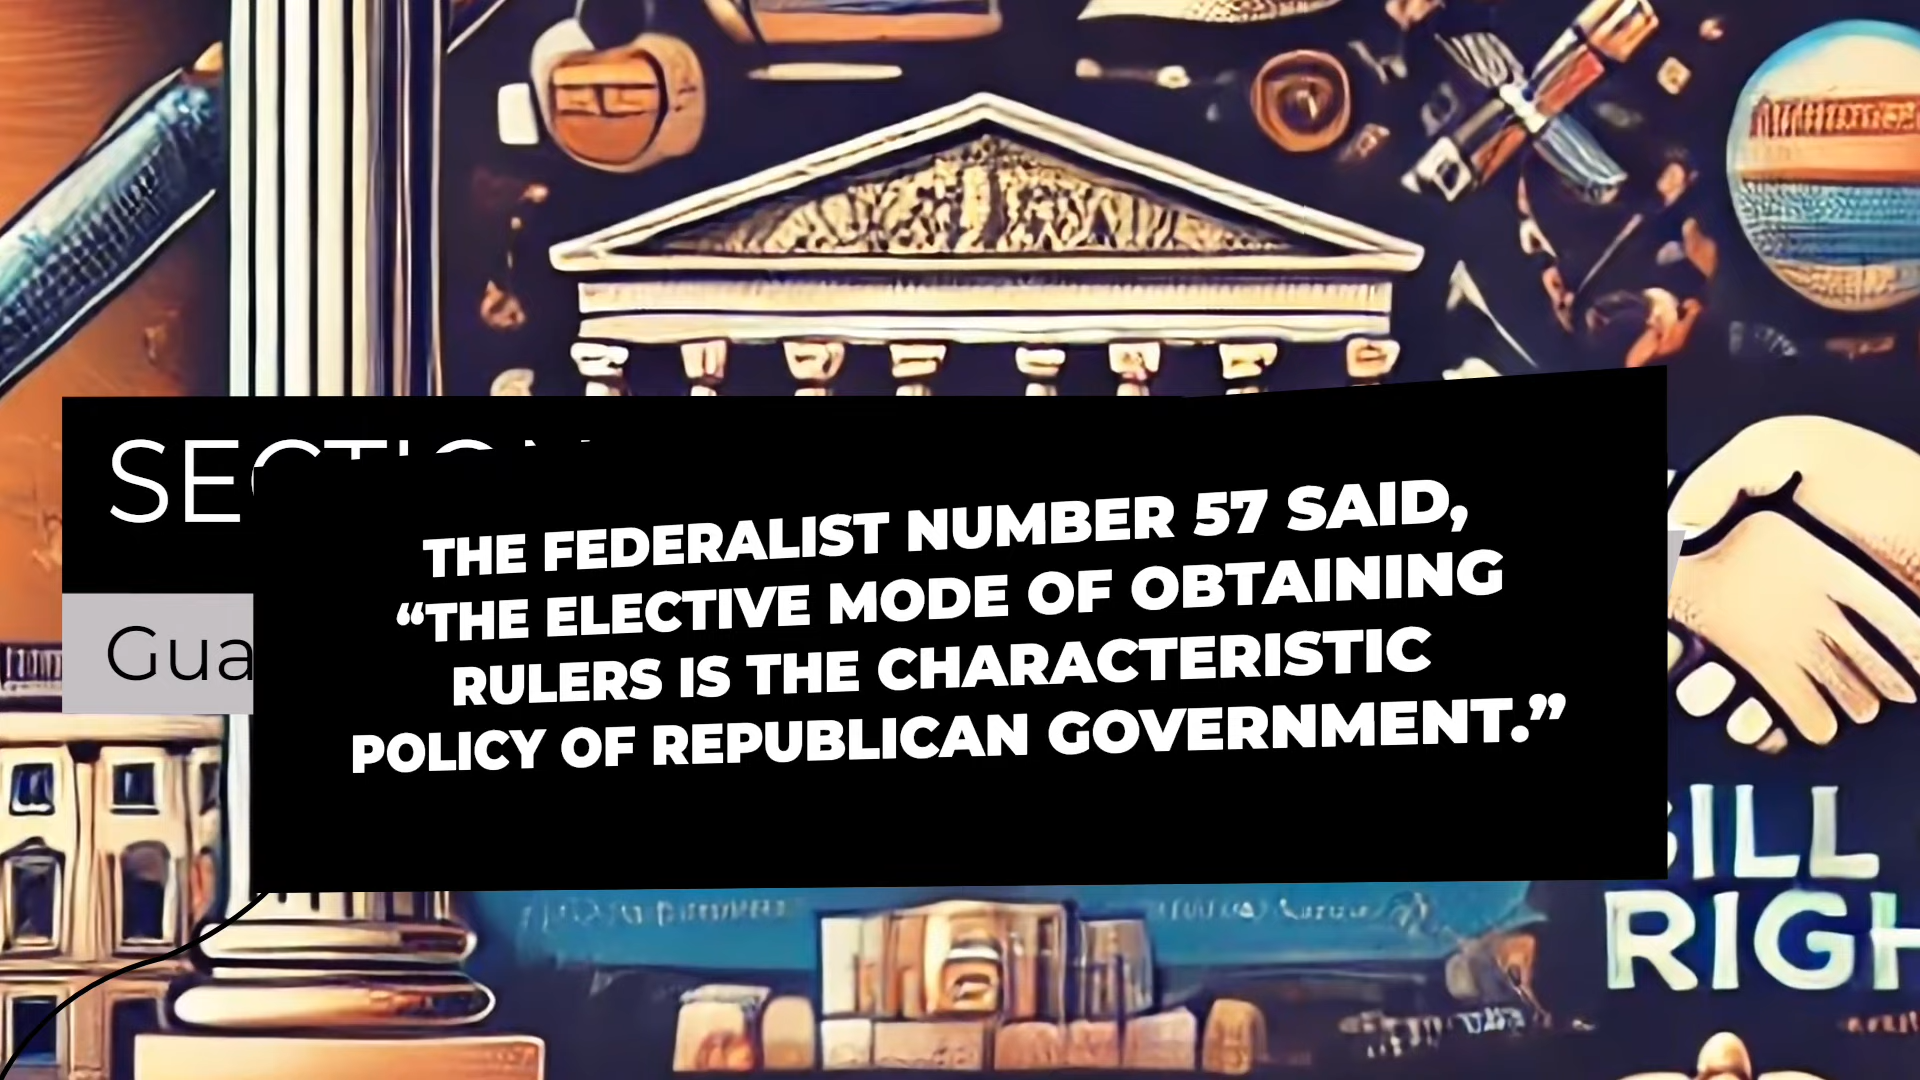 SE
Gua
THE FEDERALIST NUMBER 57 SAID,
“THE ELECTIVE MODE OF OBTAINING
RULERS IS THE CHARACTERISTIC
POLICY OF REPUBLICAN GOVERNMENT.”
ILL
RIGH